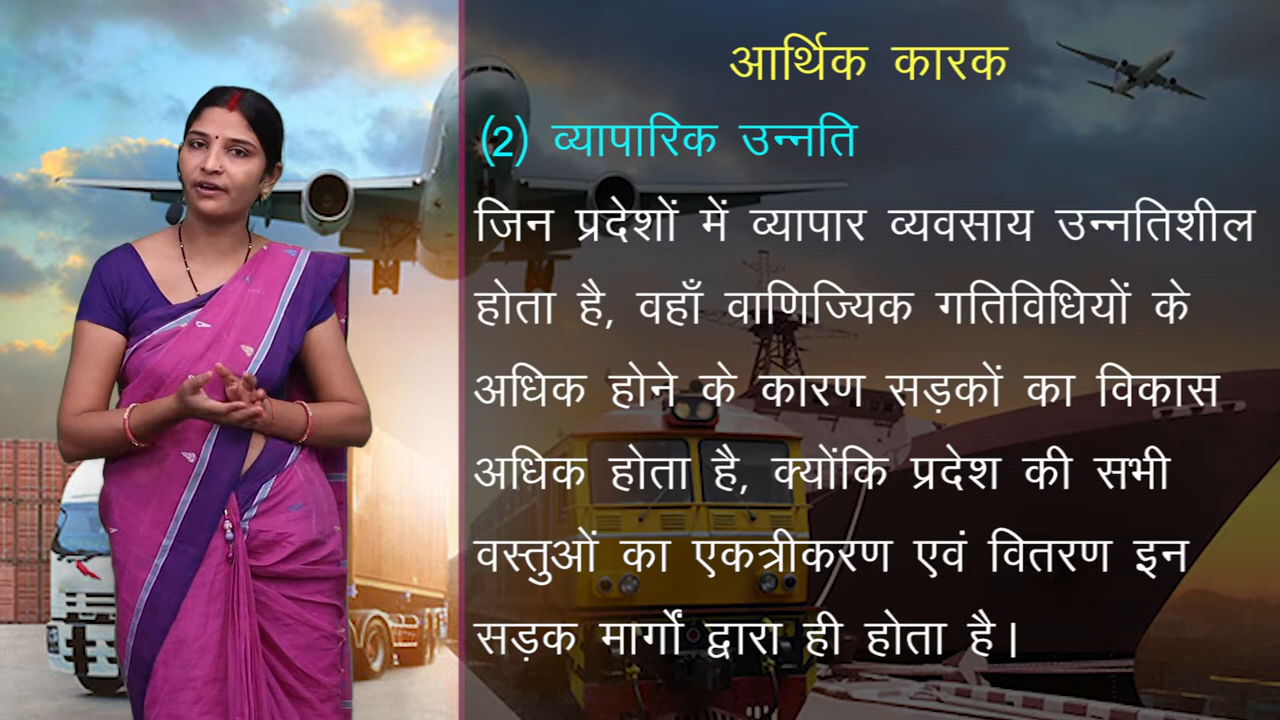 आर्थिक कारक
(2) व्यापारिक उन्नति
जिन प्रदेशों में व्यापार व्यवसाय उन्नतिशील
होता है, वहाँ वाणिज्यिक गतिविधियों के
अधिक होने के कारण सड़कों का विकास
अधिक होता है, क्योंकि प्रदेश की सभी
वस्तुओं का एकत्रीकरण एवं वितरण इन
सड़क मार्गों द्वारा ही होता है।